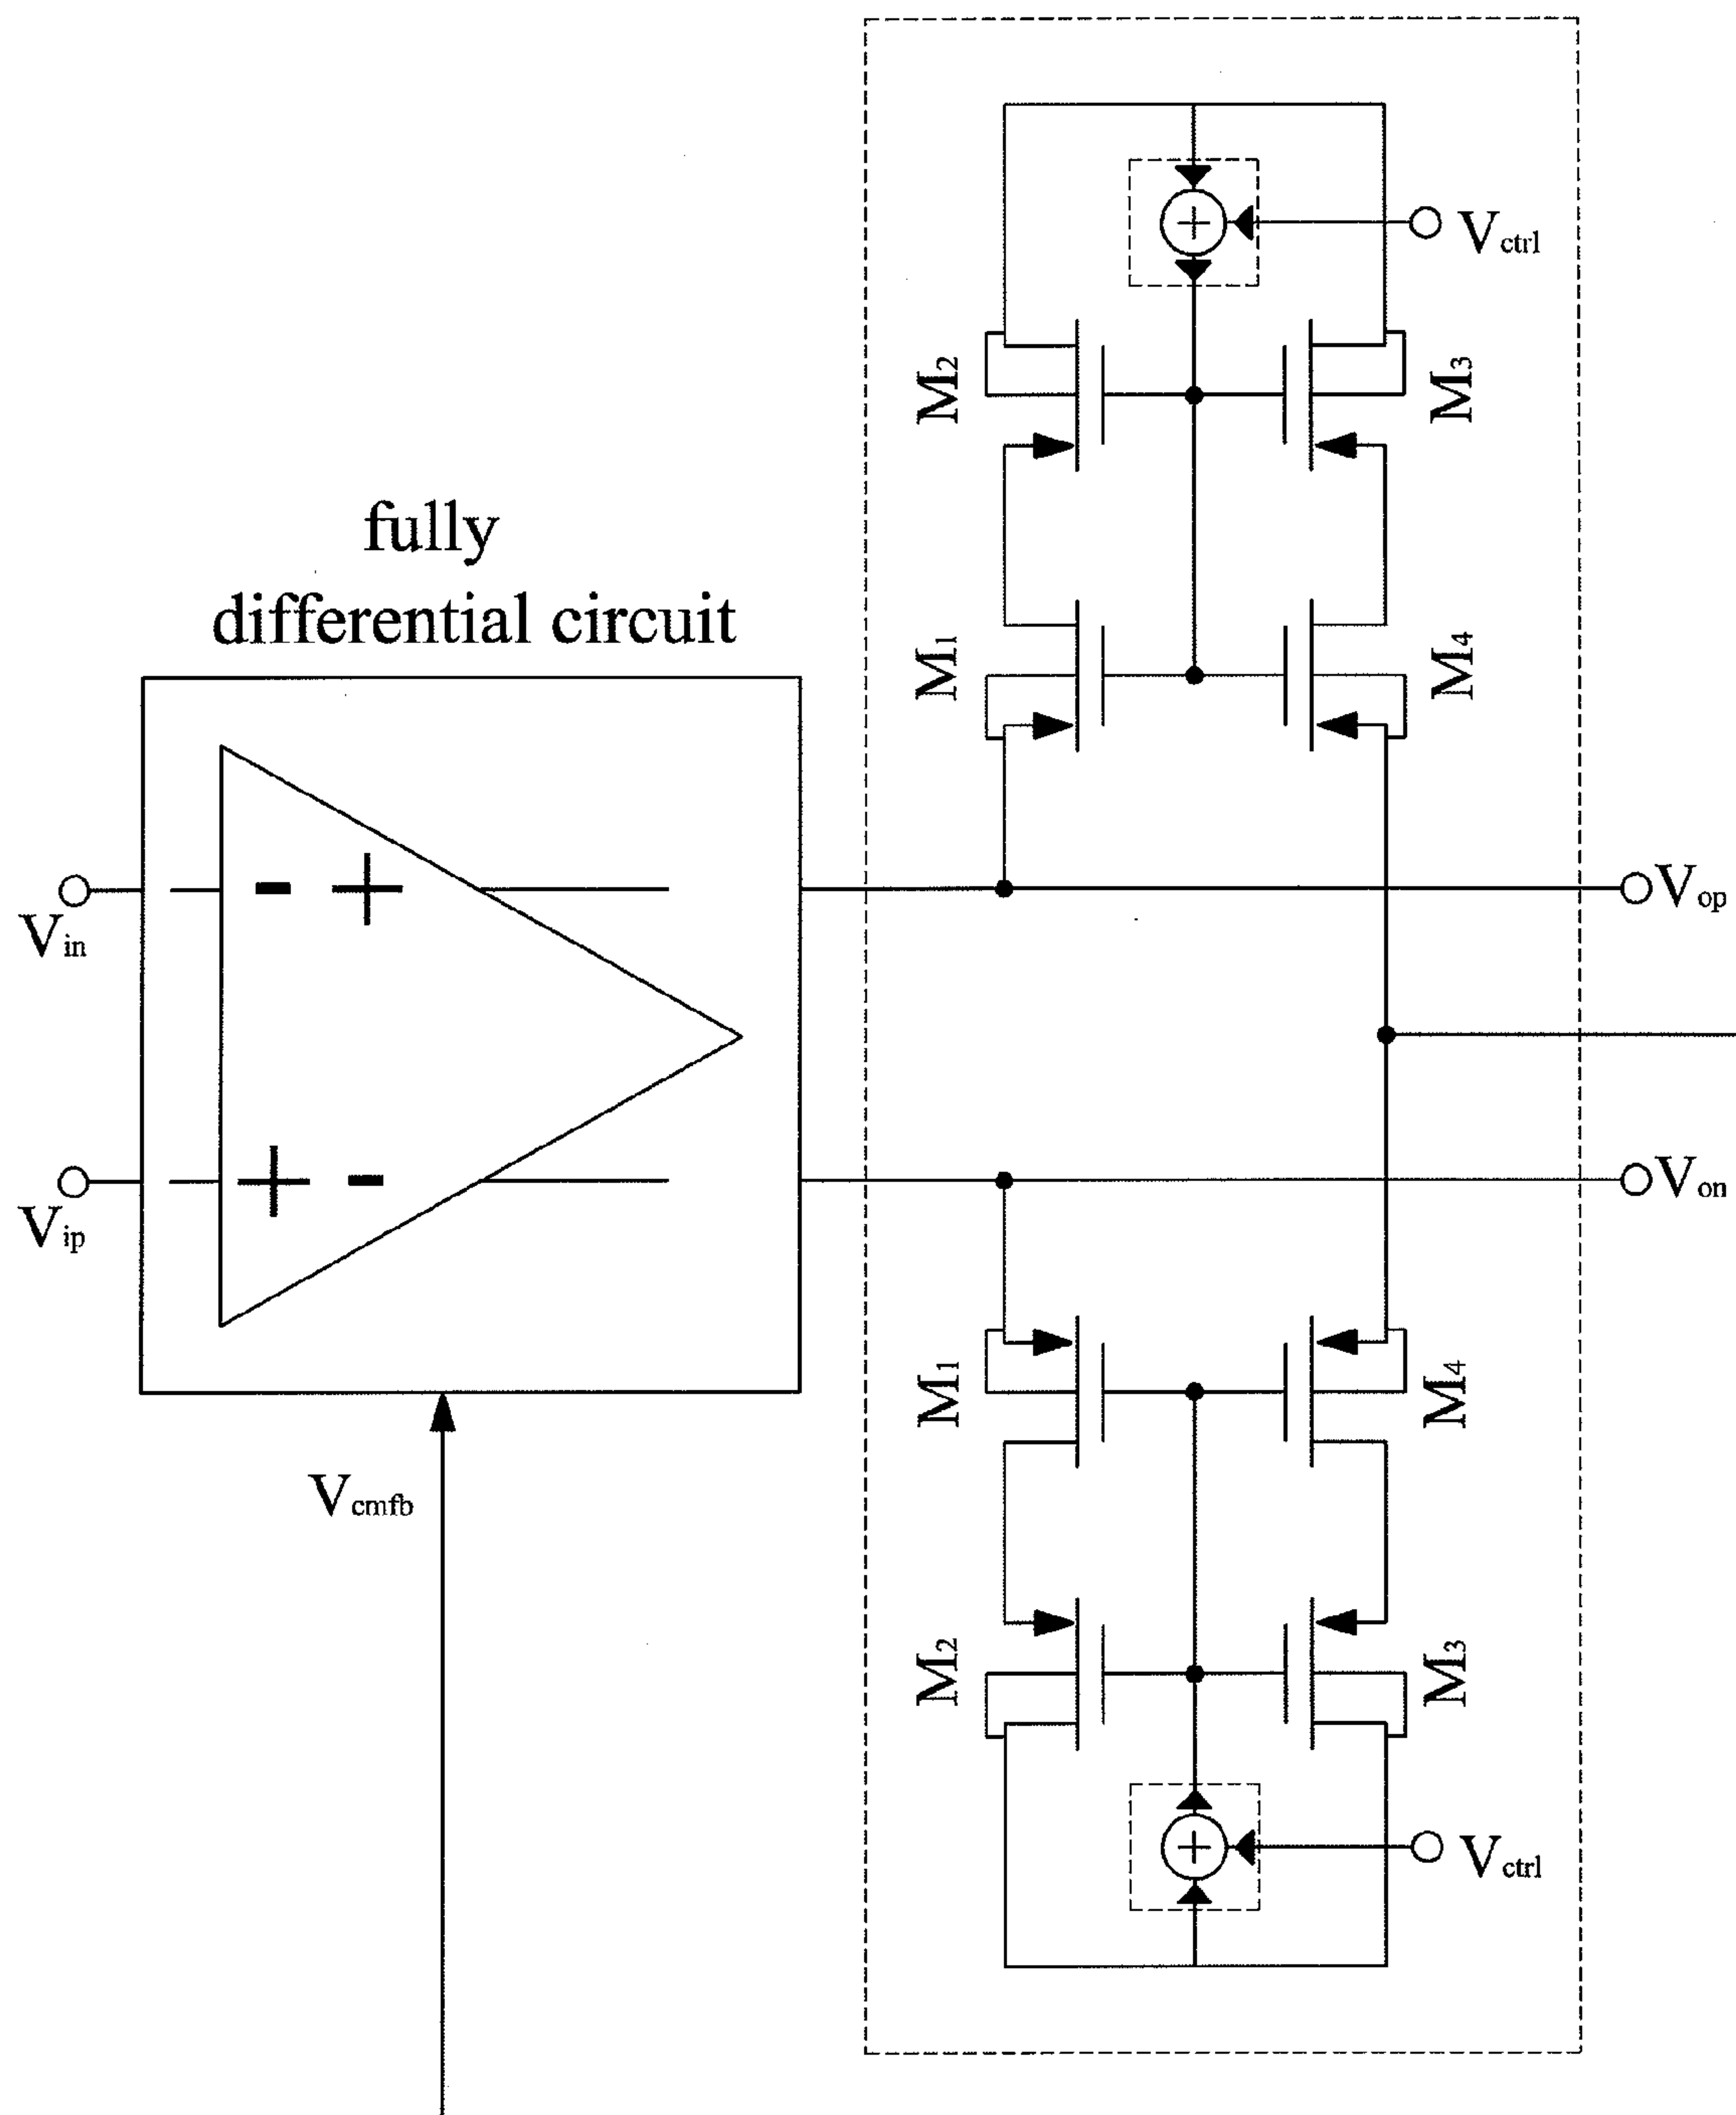 Vctrl
M2
M3
fully
differential circuit
M1
M4
- +
Vin
Vop
+ -
Vip
Von
M1
M4
Vcmfb
M2
M3
Vctrl